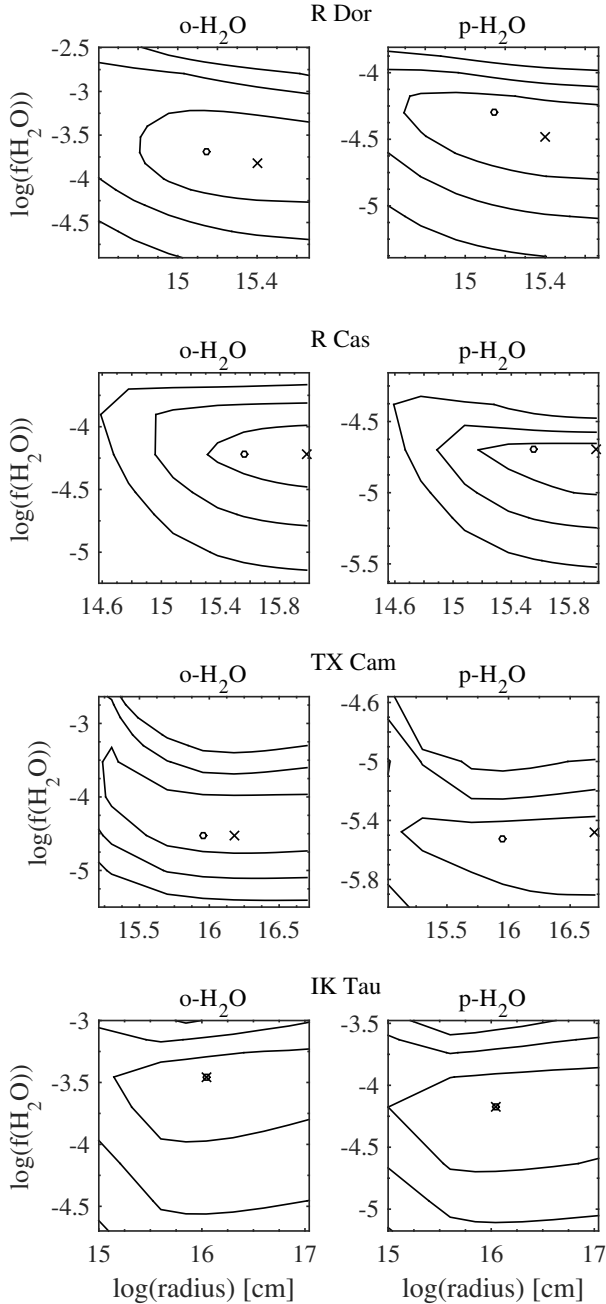 R Dor
o-H2O
p-H2O
log(f(H2O))
-2.5
-3
-3.5
-4
-4.5
15
15.4
-4
-4.5
-5
15
15.4
R Cas
o-H2O
p-H2O
log(f(H2O))
-4
-4.5
-5
14.6
15
15.4
15.8
-4.5
-5
-5.5
14.6
15
15.4
15.8
TX Cam
o-H2O
p-H2O
log(f(H2O))
-3
-4
-5
15.5
16
16.5
-4.6
-5
-5.4
-5.8
15.5
16
16.5
IK Tau
o-H2O
p-H2O
log(f(H2O))
-3
-3.5
-4
-4.5
15
16
17
-3.5
-4
-4.5
-5
15
16
17
log(radius) [cm]
log(radius) [cm]